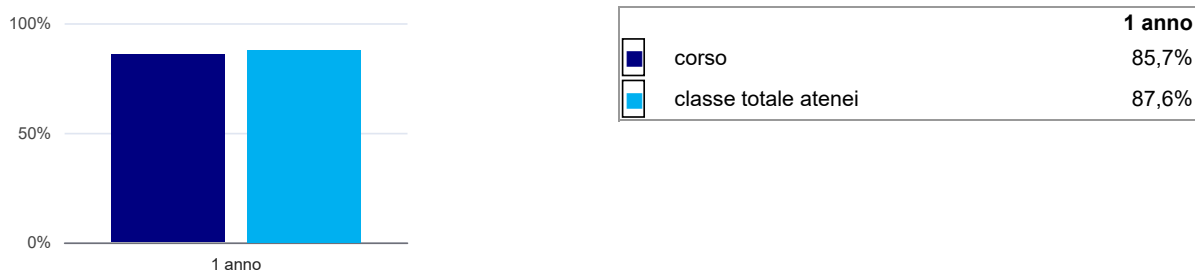 100%
50%
0%
1 anno
1 anno
corso 85,7%
classe totale atenei 87,6%